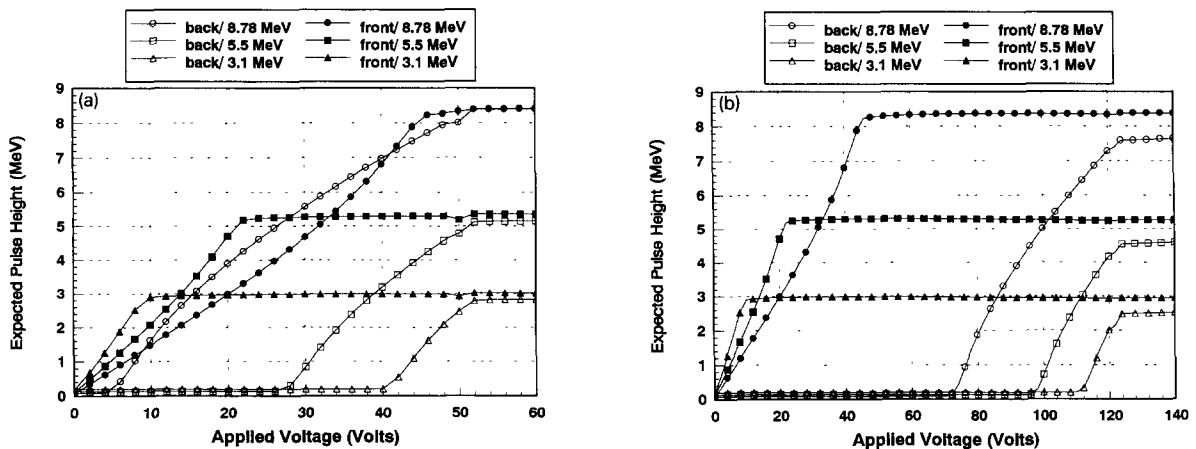 back/ 8.78 MeV front/ 8.78 MeV
back/ 5.5 MeV front/ 5.5 MeV
back/ 3.1 MeV front/ 3.1 MeV
(a)
Expected Pulse Height (MeV)
9
8
7
6
5
4
3
2
1
0
0 10 20 30 40 50 60
Applied Voltage (Volts)
back/ 8.78 MeV front/ 8.78 MeV
back/ 5.5 MeV front/ 5.5 MeV
back/ 3.1 MeV front/ 3.1 MeV
(b)
Expected Pulse Height (MeV)
9
8
7
6
5
4
3
2
1
0
0 20 40 60 80 100 120 140
Applied Voltage (Volts)